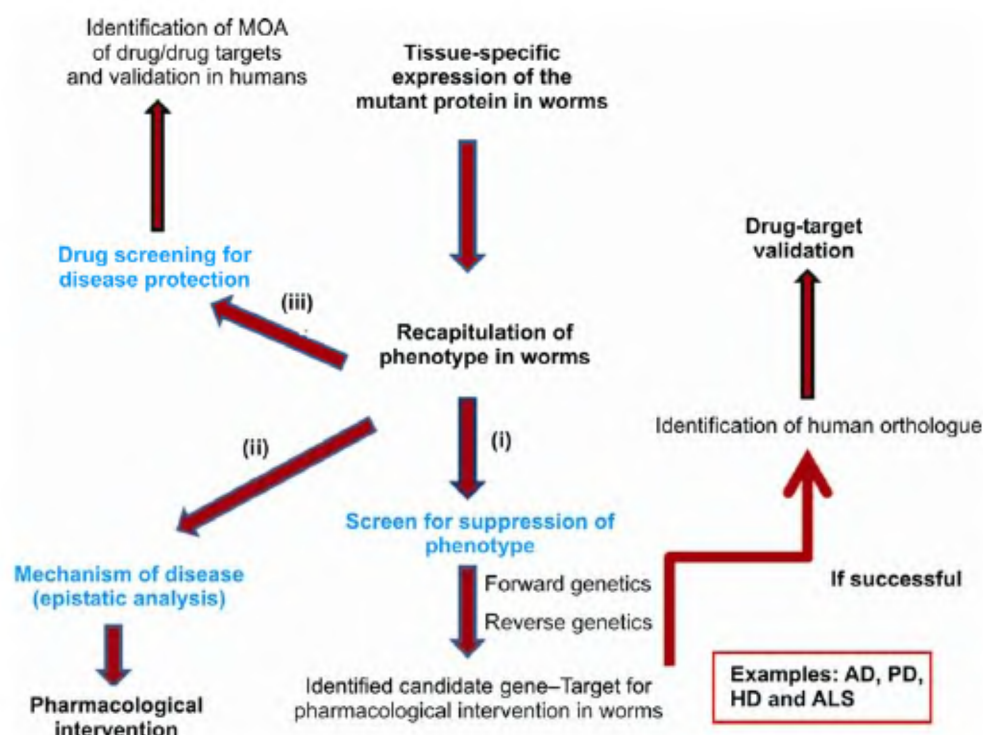 Identification of MOA
of drug/drug targets
and validation in humans
Tissue-specific
expression of the
mutant protein in worms
Drug screening for
disease protection
(iii)
Recapitulation of
phenotype in worms
Drug-target
validation
Identification of human orthologue
(ii)
(i)
Screen for suppression of
phenotype
Mechanism of disease
(epistatic analysis)
Forward genetics
Reverse genetics
If successful
Pharmacological
intervention
Identified candidate gene–Target for
pharmacological intervention in worms
Examples: AD, PD,
HD and ALS